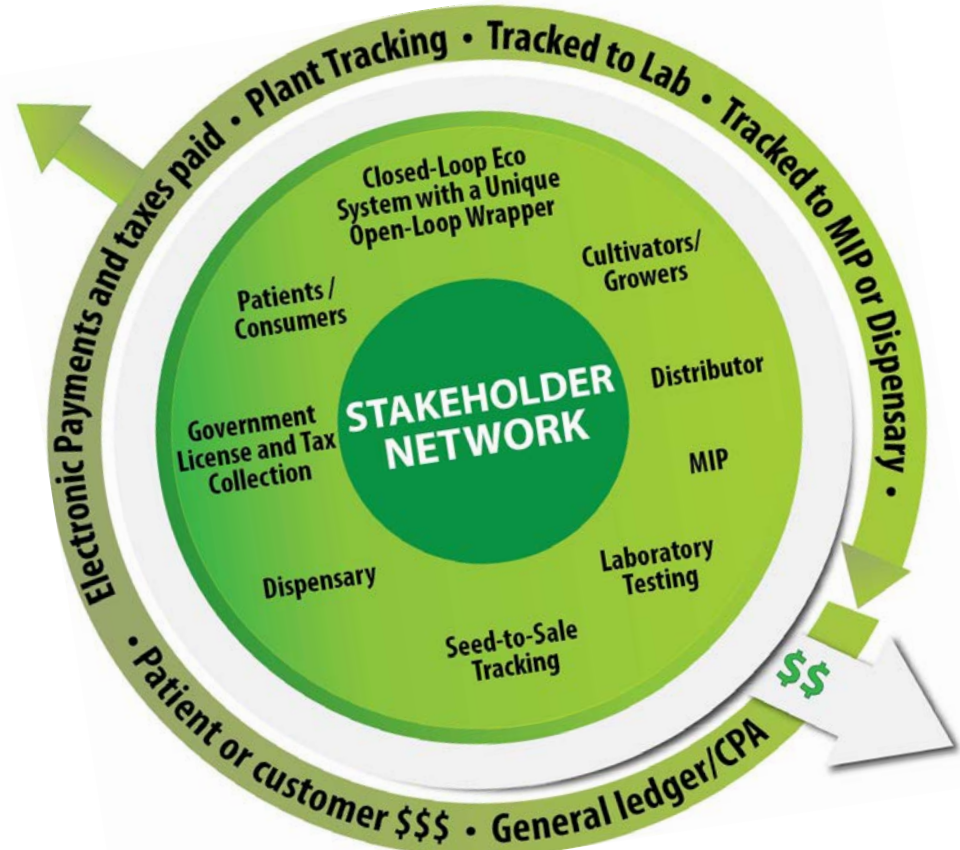 Electronic Payments and taxes paid • Plant Tracking • Tracked to Lab • Tracked to MIP or Dispensary •
Closed-Loop Eco
System with a Unique
Open-Loop Wrapper
Cultivators/
Growers
Distributor
MIP
Laboratory
Testing
Seed-to-Sale
Tracking
Dispensary
Government
License and Tax
Collection
Patients /
Consumers
STAKEHOLDER
NETWORK
$$
• Patient or customer $$$ • General ledger/CPA